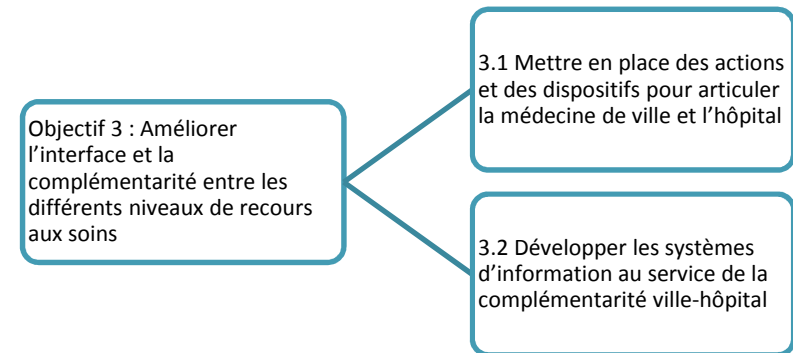 Objectif 3 : Améliorer
l’interface et la
complémentarité entre les
différents niveaux de recours
aux soins
3.1 Mettre en place des actions
et des dispositifs pour articuler
la médecine de ville et l’hôpital
3.2 Développer les systèmes
d’information au service de la
complémentarité ville-hôpital